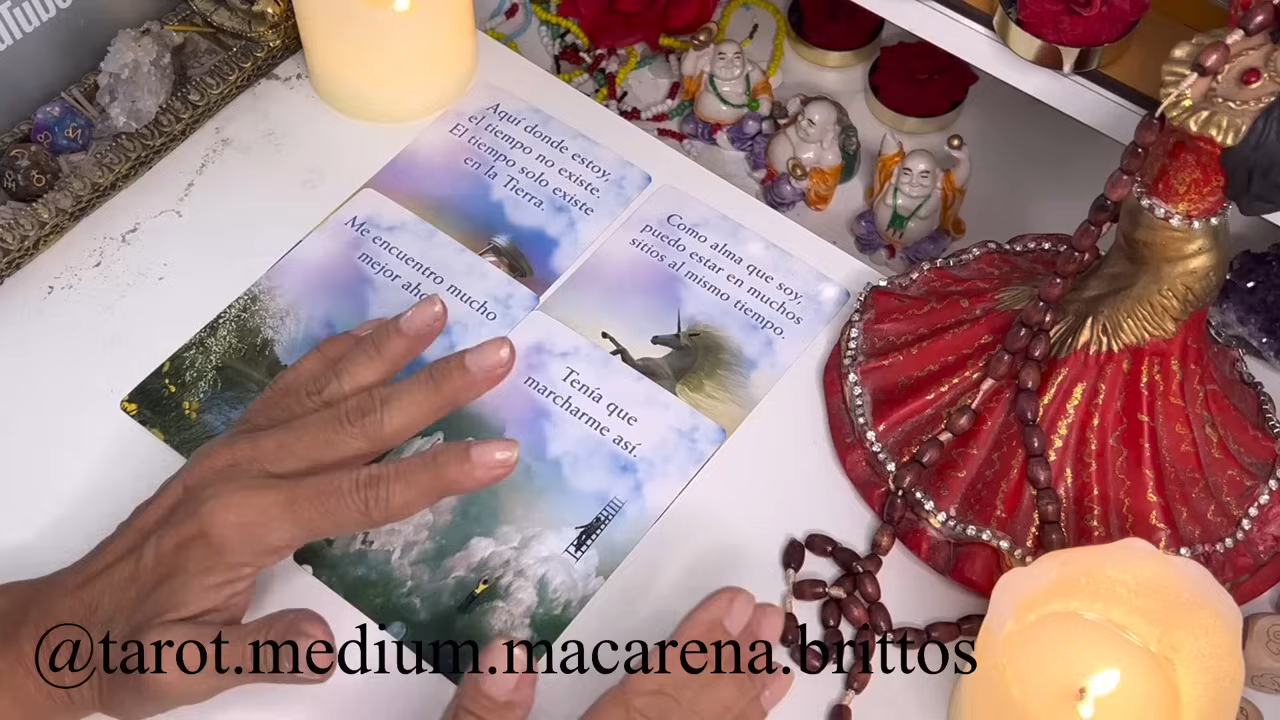 Aquí donde estoy,
el tiempo no existe.
El tiempo solo existe
en la Tierra.
Como alma que soy,
puedo estar en muchos
sitios al mismo tiempo.
Me encuentro mucho
mejor
Tenía que
marcharme así.
@tarot.medium.macarena.brittos